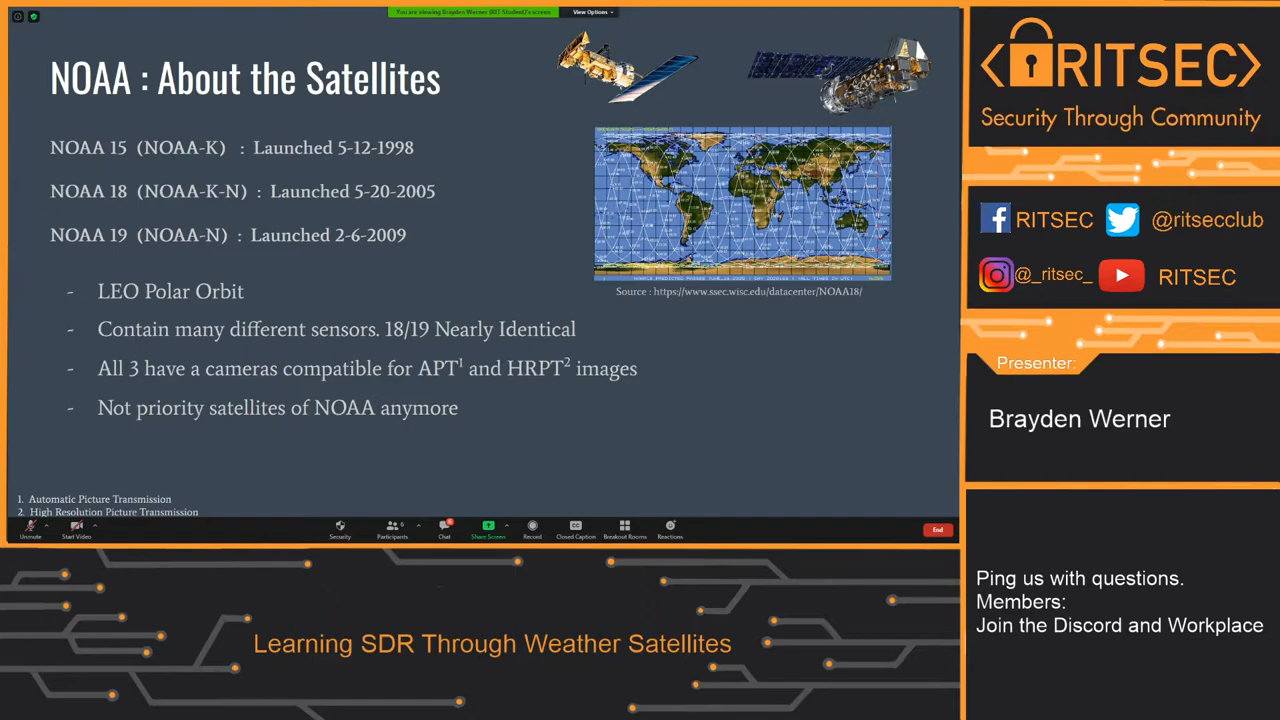 You are viewing Brayden Werner (RIT Student)'s screen
View Options
NOAA : About the Satellites
NOAA 15 (NOAA-K) : Launched 5-12-1998
NOAA 18 (NOAA-K-N) : Launched 5-20-2005
NOAA 19 (NOAA-N) : Launched 2-6-2009
Source : https://www.ssec.wisc.edu/datacenter/NOAA18/
- LEO Polar Orbit
- Contain many different sensors. 18/19 Nearly Identical
- All 3 have a cameras compatible for APT¹ and HRPT² images
- Not priority satellites of NOAA anymore
1. Automatic Picture Transmission
2. High Resolution Picture Transmission
Unmute
Start Video
Security
Participants
6
Chat
Share Screen
Record
Closed Caption
Breakout Rooms
Reactions
End
RITSEC
Security Through Community
RITSEC
@ritsecclub
@_ritsec_
RITSEC
Presenter:
Brayden Werner
Ping us with questions.
Members:
Join the Discord and Workplace
Learning SDR Through Weather Satellites